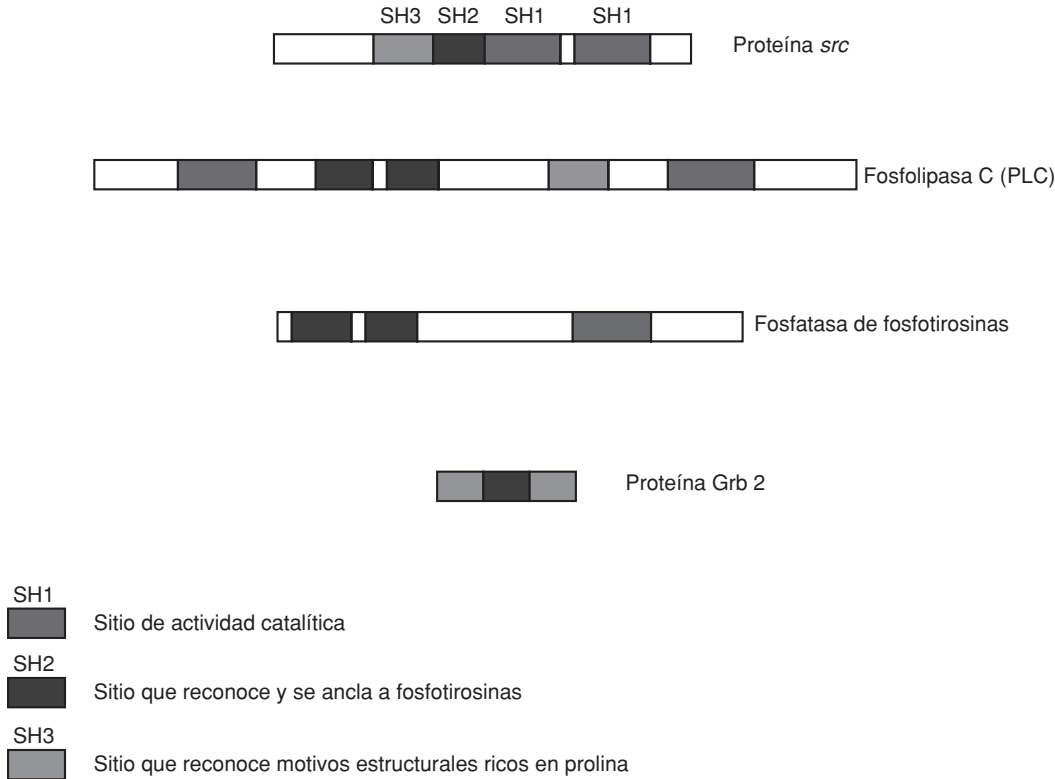 SH3 SH2 SH1 SH1
Proteína src
Fosfolipasa C (PLC)
Fosfatasa de fosfotirosinas
Proteína Grb 2
SH1
Sitio de actividad catalítica
SH2
Sitio que reconoce y se ancla a fosfotirosinas
SH3
Sitio que reconoce motivos estructurales ricos en prolina